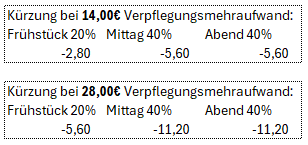 Kürzung bei 14,00€ Verpflegungsmehraufwand:
Frühstück 20% Mittag 40% Abend 40%
-2,80 -5,60 -5,60
Kürzung bei 28,00€ Verpflegungsmehraufwand:
Frühstück 20% Mittag 40% Abend 40%
-5,60 -11,20 -11,20